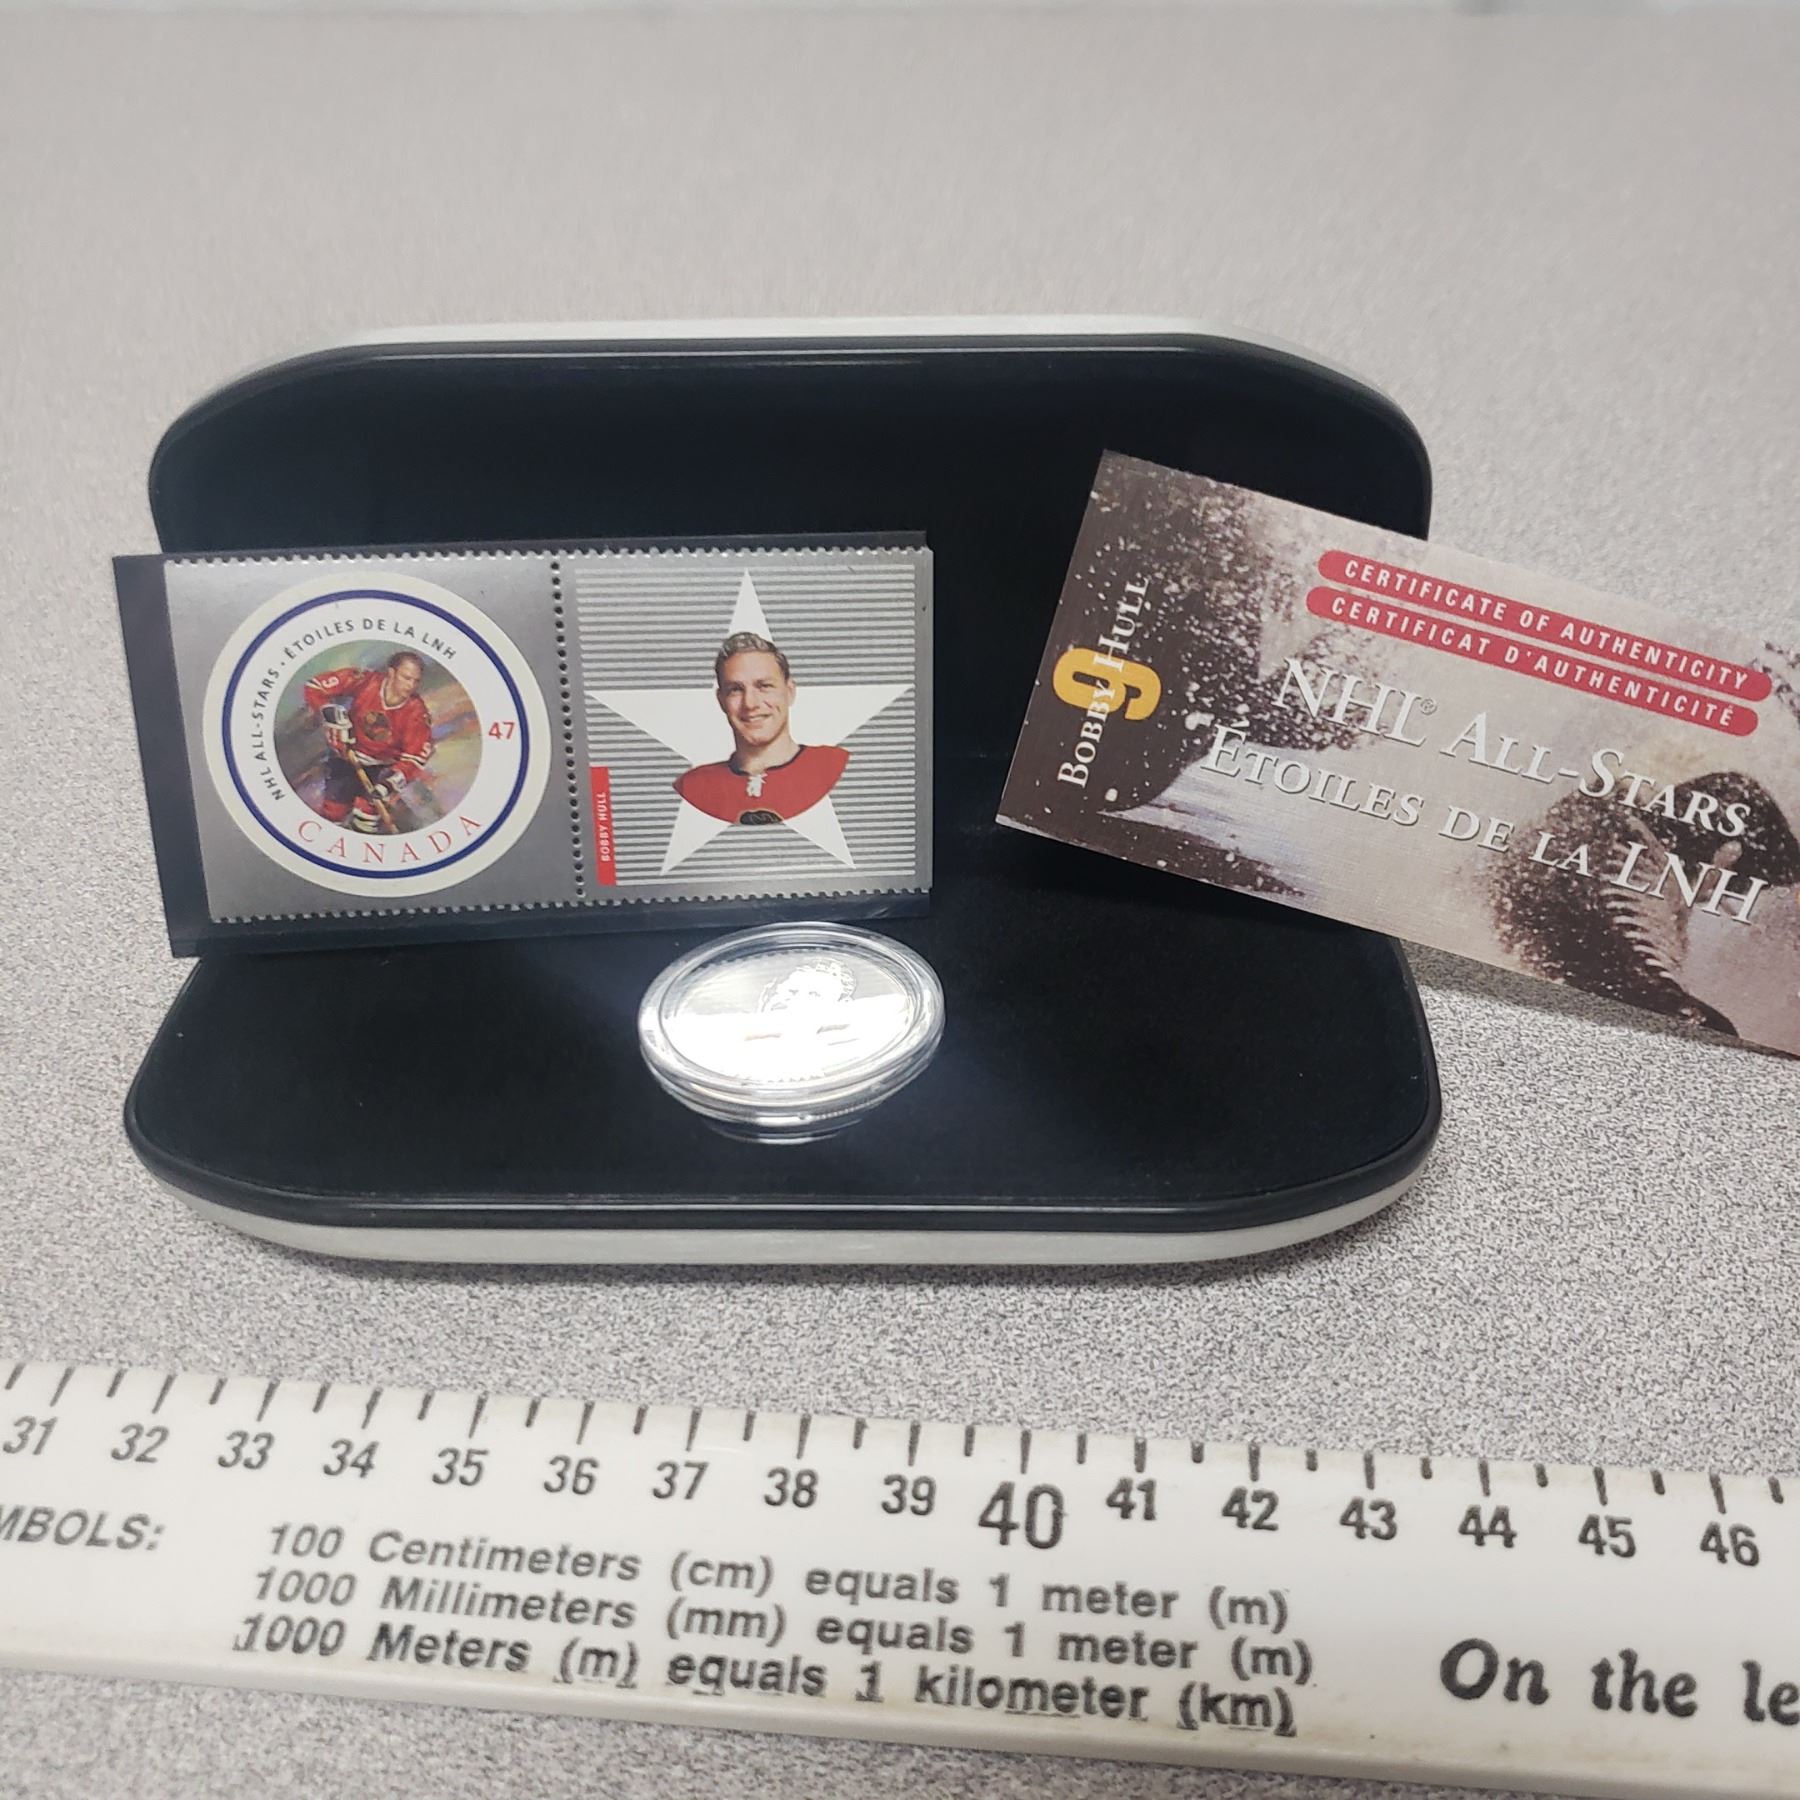 NHL ALL-STARS • ÉTOILES DE LA LNH
9
47
CANADA
BOBBY HULL
CERTIFICATE OF AUTHENTICITY
CERTIFICAT D'AUTHENTICITÉ
9
BOBBY HULL
NHL® ALL-STARS
ÉTOILES DE LA LNH
31 32 33 34 35 36 37 38 39 40 41 42 43 44 45 46
MBOLS:
100 Centimeters (cm) equals 1 meter (m)
1000 Millimeters (mm) equals 1 meter (m)
1000 Meters (m) equals 1 kilometer (km)
On the le